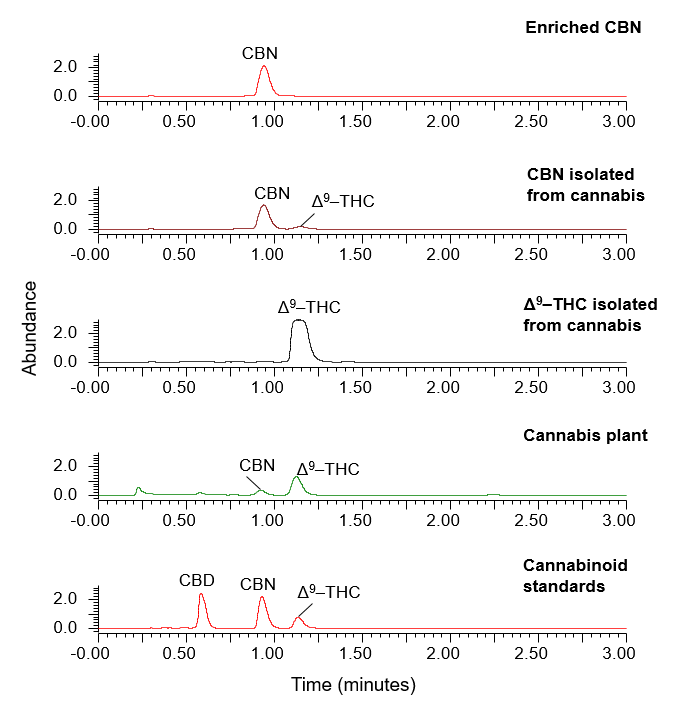 Enriched CBN
CBN
2.0
0.0
-0.00 0.50 1.00 1.50 2.00 2.50 3.00
CBN isolated
from cannabis
CBN
Δ⁹–THC
2.0
0.0
-0.00 0.50 1.00 1.50 2.00 2.50 3.00
Δ⁹–THC isolated
from cannabis
Δ⁹–THC
2.0
0.0
-0.00 0.50 1.00 1.50 2.00 2.50 3.00
Abundance
Cannabis plant
CBN
Δ⁹–THC
2.0
0.0
-0.00 0.50 1.00 1.50 2.00 2.50 3.00
Cannabinoid
standards
CBD
CBN
Δ⁹–THC
2.0
0.0
-0.00 0.50 1.00 1.50 2.00 2.50 3.00
Time (minutes)